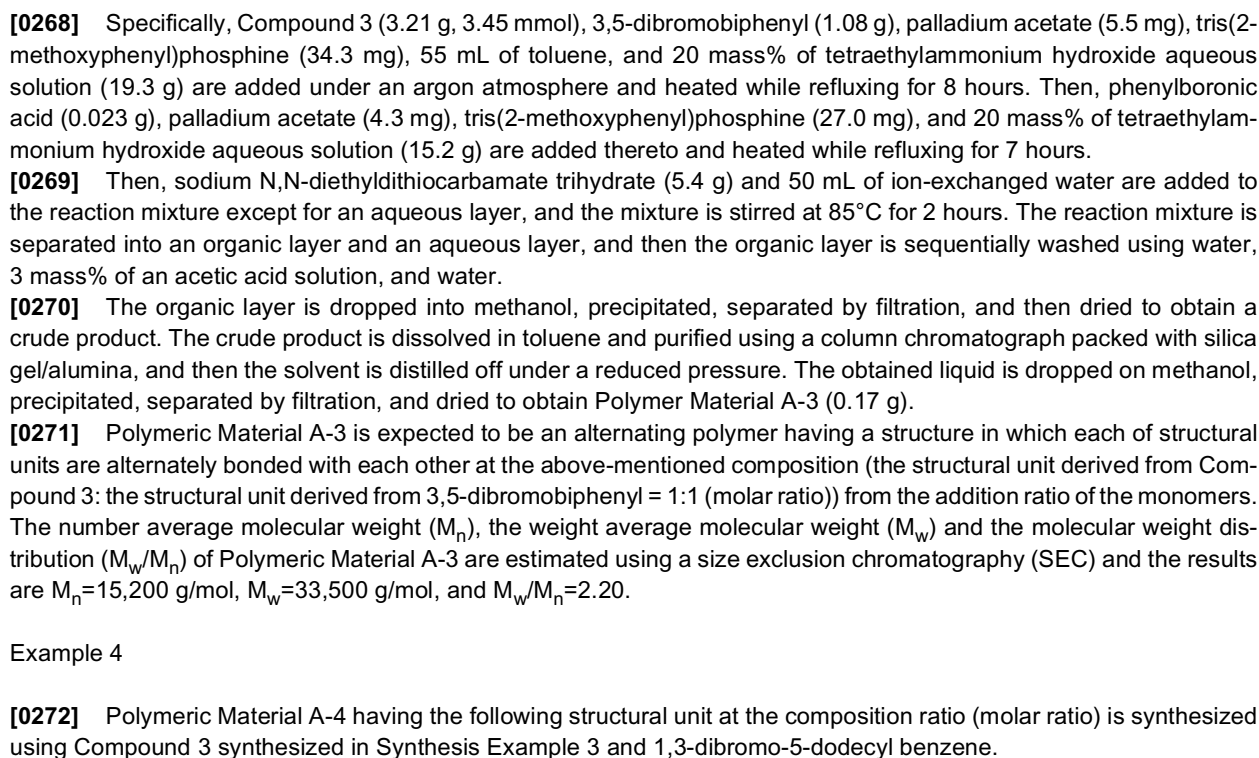 [0268] Specifically, Compound 3 (3.21 g, 3.45 mmol), 3,5-dibromobiphenyl (1.08 g), palladium acetate (5.5 mg), tris(2-
methoxyphenyl)phosphine (34.3 mg), 55 mL of toluene, and 20 mass% of tetraethylammonium hydroxide aqueous
solution (19.3 g) are added under an argon atmosphere and heated while refluxing for 8 hours. Then, phenylboronic
acid (0.023 g), palladium acetate (4.3 mg), tris(2-methoxyphenyl)phosphine (27.0 mg), and 20 mass% of tetraethylam-
monium hydroxide aqueous solution (15.2 g) are added thereto and heated while refluxing for 7 hours.
[0269] Then, sodium N,N-diethyldithiocarbamate trihydrate (5.4 g) and 50 mL of ion-exchanged water are added to
the reaction mixture except for an aqueous layer, and the mixture is stirred at 85°C for 2 hours. The reaction mixture is
separated into an organic layer and an aqueous layer, and then the organic layer is sequentially washed using water,
3 mass% of an acetic acid solution, and water.
[0270] The organic layer is dropped into methanol, precipitated, separated by filtration, and then dried to obtain a
crude product. The crude product is dissolved in toluene and purified using a column chromatograph packed with silica
gel/alumina, and then the solvent is distilled off under a reduced pressure. The obtained liquid is dropped on methanol,
precipitated, separated by filtration, and dried to obtain Polymer Material A-3 (0.17 g).
[0271] Polymeric Material A-3 is expected to be an alternating polymer having a structure in which each of structural
units are alternately bonded with each other at the above-mentioned composition (the structural unit derived from Com-
pound 3: the structural unit derived from 3,5-dibromobiphenyl = 1:1 (molar ratio)) from the addition ratio of the monomers.
The number average molecular weight (Mn), the weight average molecular weight (Mw) and the molecular weight dis-
tribution (Mw/Mn) of Polymeric Material A-3 are estimated using a size exclusion chromatography (SEC) and the results
are Mn=15,200 g/mol, Mw=33,500 g/mol, and Mw/Mn=2.20.
Example 4
[0272] Polymeric Material A-4 having the following structural unit at the composition ratio (molar ratio) is synthesized
using Compound 3 synthesized in Synthesis Example 3 and 1,3-dibromo-5-dodecyl benzene.